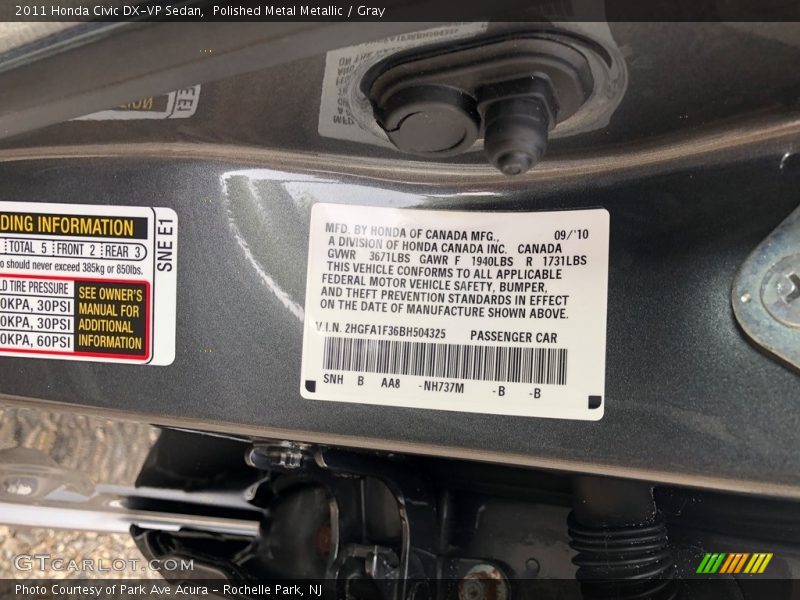 2011 Honda Civic DX-VP Sedan, Polished Metal Metallic / Gray
DING INFORMATION
TOTAL 5 FRONT 2 REAR 3
o should never exceed 385kg or 850lbs.
LD TIRE PRESSURE
0KPA, 30PSI
0KPA, 30PSI
0KPA, 60PSI
SEE OWNER'S
MANUAL FOR
ADDITIONAL
INFORMATION
SNE E1
MFD. BY HONDA OF CANADA MFG., 09/'10
A DIVISION OF HONDA CANADA INC. CANADA
GVWR 3671LBS GAWR F 1940LBS R 1731LBS
THIS VEHICLE CONFORMS TO ALL APPLICABLE
FEDERAL MOTOR VEHICLE SAFETY, BUMPER,
AND THEFT PREVENTION STANDARDS IN EFFECT
ON THE DATE OF MANUFACTURE SHOWN ABOVE.
V.I.N. 2HGFA1F36BH504325 PASSENGER CAR
SNH B AA8 -NH737M -B -B
GTCarLot.com
Photo Courtesy of Park Ave Acura - Rochelle Park, NJ